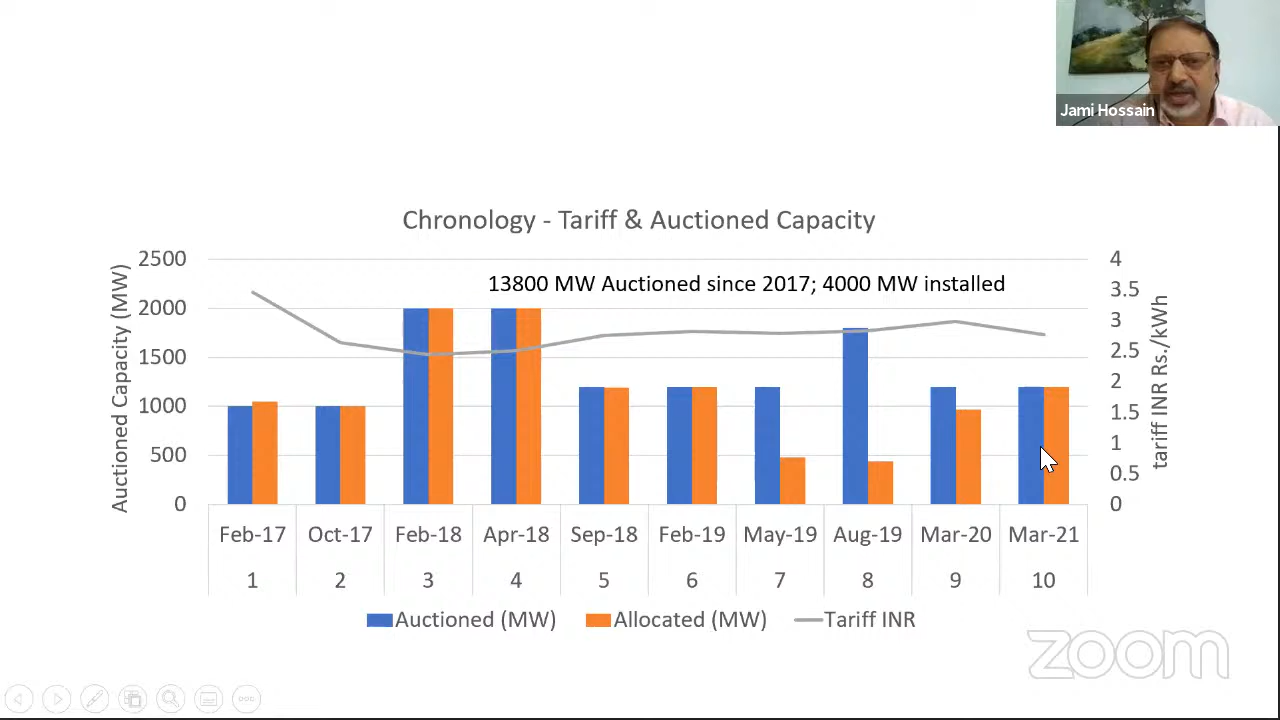 Jami Hossain
Chronology - Tariff & Auctioned Capacity
13800 MW Auctioned since 2017; 4000 MW installed
Auctioned Capacity (MW)
2500
2000
1500
1000
500
0
4
3.5
3
2.5
2
1.5
1
0.5
0
tariff INR Rs./kWh
Feb-17 Oct-17 Feb-18 Apr-18 Sep-18 Feb-19 May-19 Aug-19 Mar-20 Mar-21
1 2 3 4 5 6 7 8 9 10
Auctioned (MW) Allocated (MW) Tariff INR
zoom